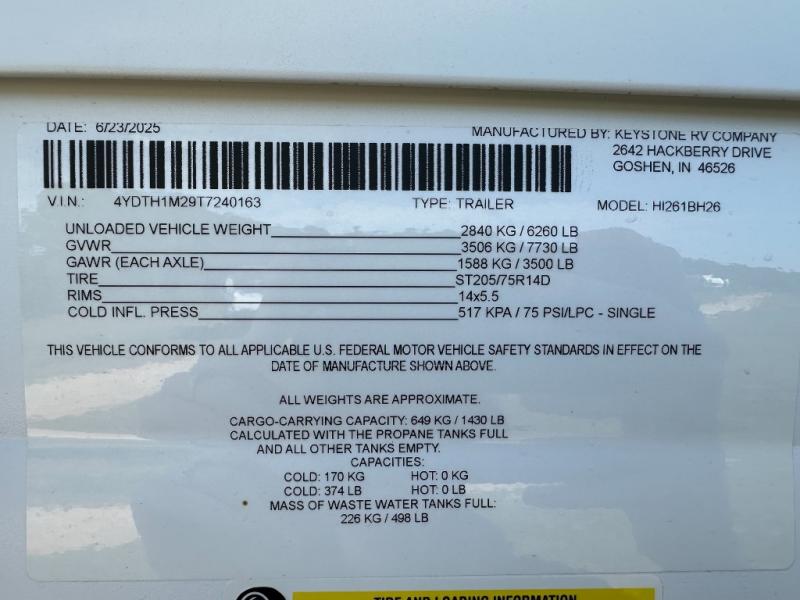 DATE: 6/23/2025
MANUFACTURED BY: KEYSTONE RV COMPANY
2642 HACKBERRY DRIVE
GOSHEN, IN 46526
V.I.N.: 4YDTH1M29T7240163 TYPE: TRAILER MODEL: HI261BH26
UNLOADED VEHICLE WEIGHT 2840 KG / 6260 LB
GVWR 3506 KG / 7730 LB
GAWR (EACH AXLE) 1588 KG / 3500 LB
TIRE ST205/75R14D
RIMS 14x5.5
COLD INFL. PRESS 517 KPA / 75 PSI/LPC - SINGLE
THIS VEHICLE CONFORMS TO ALL APPLICABLE U.S. FEDERAL MOTOR VEHICLE SAFETY STANDARDS IN EFFECT ON THE
DATE OF MANUFACTURE SHOWN ABOVE.
ALL WEIGHTS ARE APPROXIMATE.
CARGO-CARRYING CAPACITY: 649 KG / 1430 LB
CALCULATED WITH THE PROPANE TANKS FULL
AND ALL OTHER TANKS EMPTY.
CAPACITIES:
COLD: 170 KG HOT: 0 KG
COLD: 374 LB HOT: 0 LB
MASS OF WASTE WATER TANKS FULL:
226 KG / 498 LB
TIRE AND LOADING INFORMATION